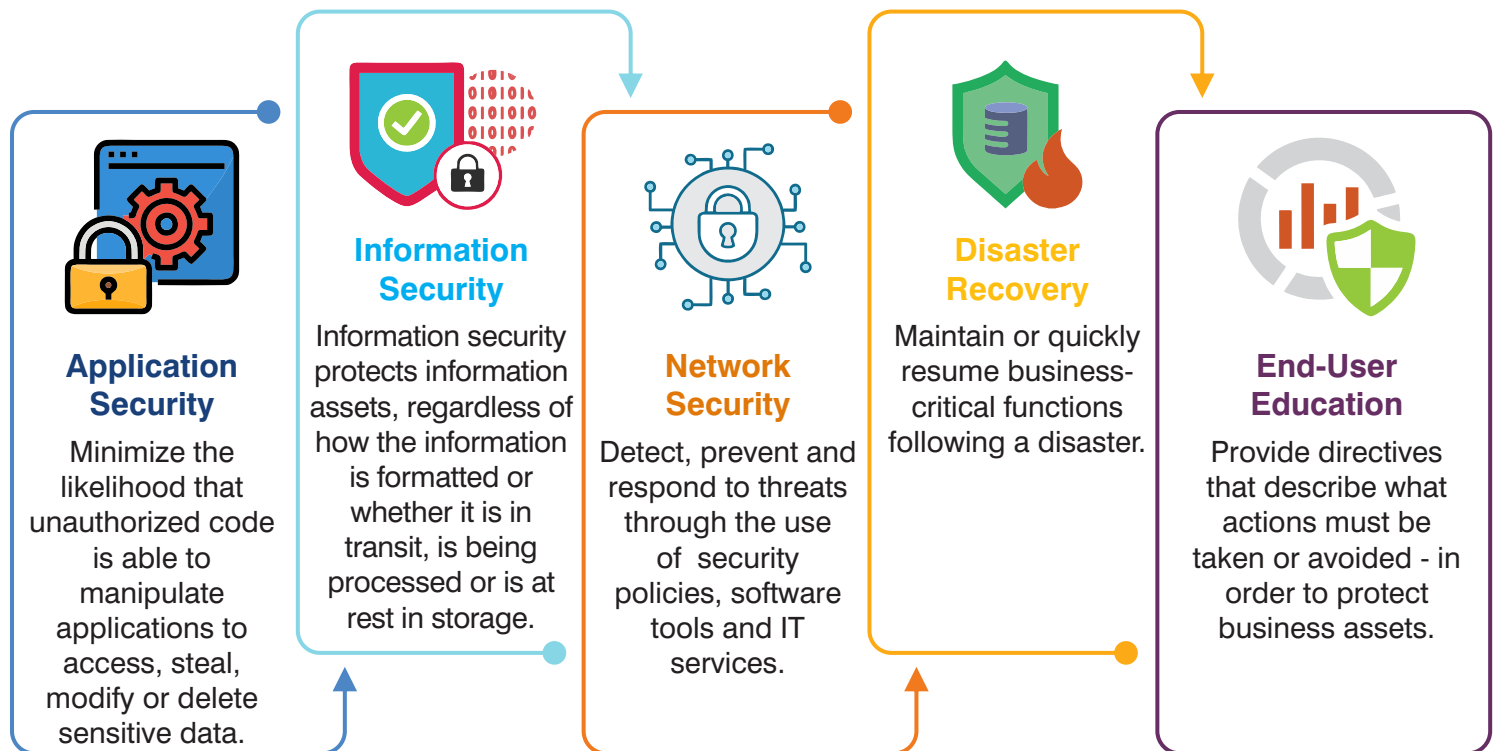 Application
Security
Minimize the
likelihood that
unauthorized code
is able to
manipulate
applications to
access, steal,
modify or delete
sensitive data.
Information
Security
Information security
protects information
assets, regardless of
how the information
is formatted or
whether it is in
transit, is being
processed or is at
rest in storage.
Network
Security
Detect, prevent and
respond to threats
through the use
of  security
policies, software
tools and IT
services.
Disaster
Recovery
Maintain or quickly
resume business-
critical functions
following a disaster.
End-User
Education
Provide directives
that describe what
actions must be
taken or avoided - in
order to protect
business assets.